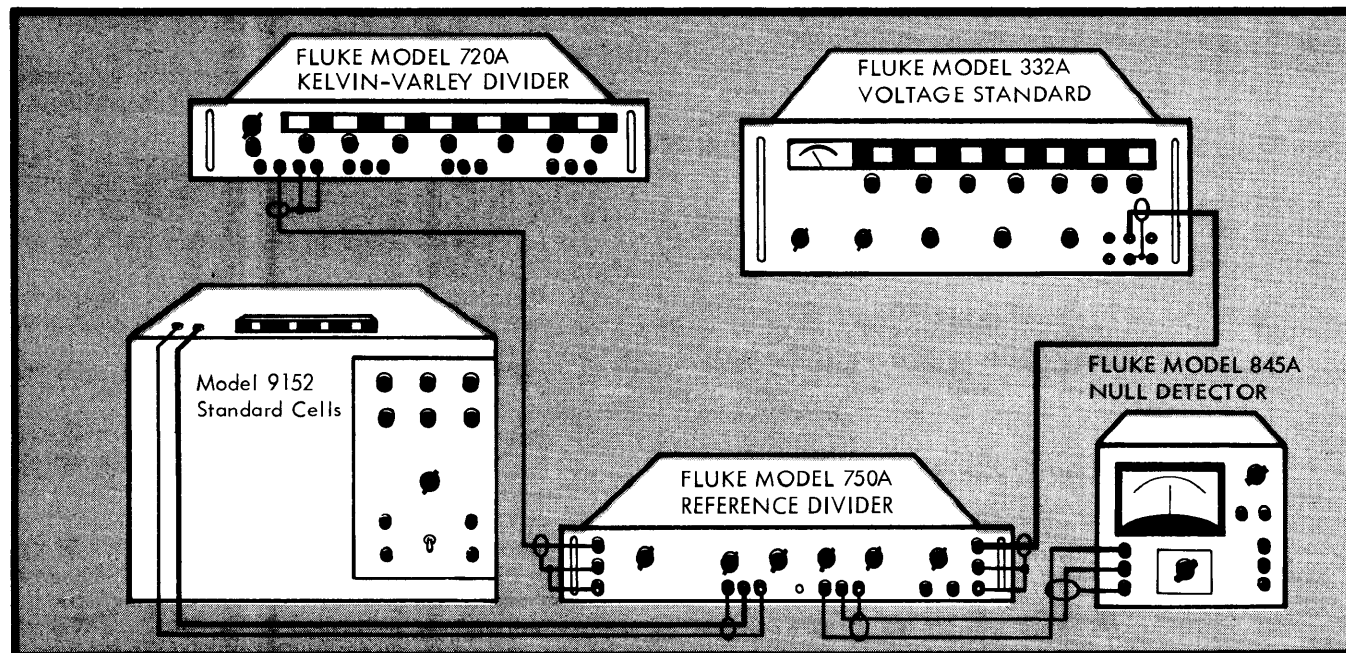 FLUKE MODEL 720A
KELVIN-VARLEY DIVIDER
FLUKE MODEL 332A
VOLTAGE STANDARD
Model 9152
Standard Cells
FLUKE MODEL 845A
NULL DETECTOR
FLUKE MODEL 750A
REFERENCE DIVIDER